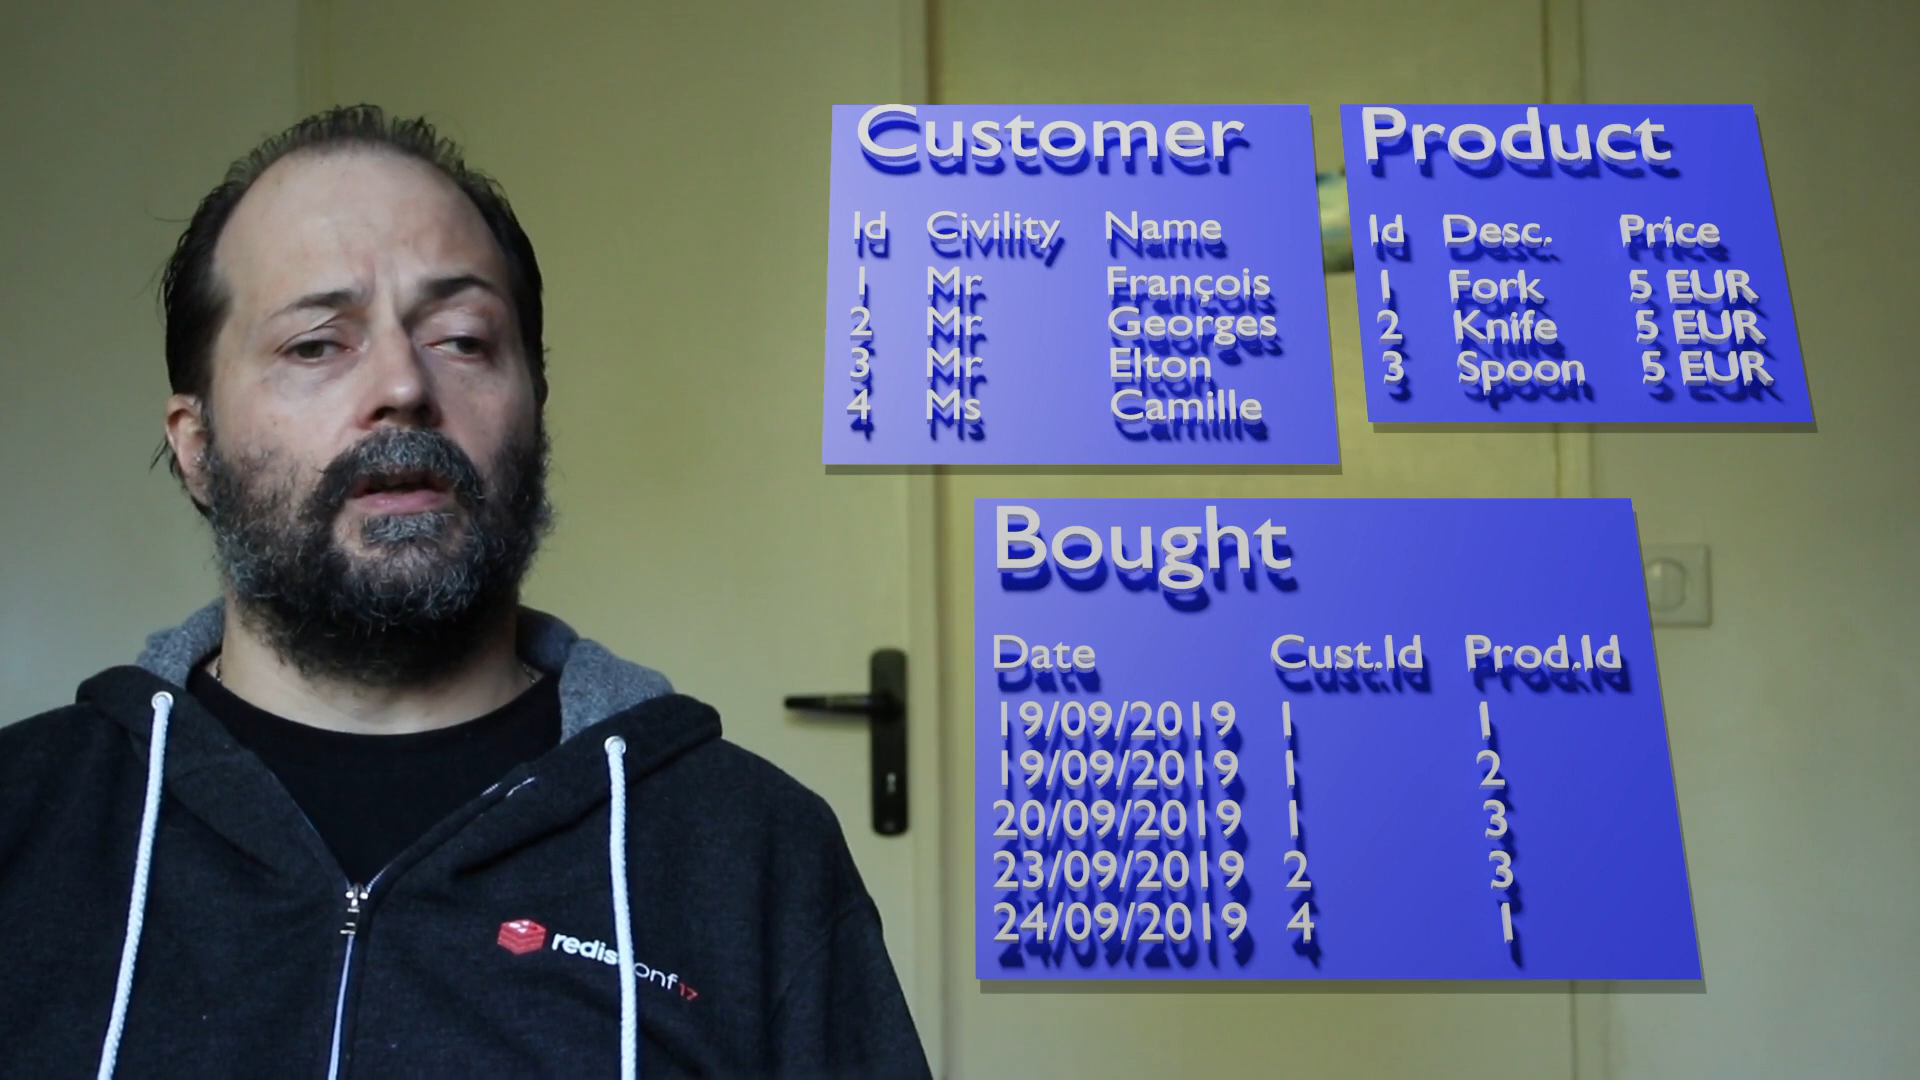 Customer
Id Civility Name
1 Mr François
2 Mr Georges
3 Mr Elton
4 Ms Camille
Product
Id Desc. Price
1 Fork 5 EUR
2 Knife 5 EUR
3 Spoon 5 EUR
Bought
Date Cust.Id Prod.Id
19/09/2019 1 1
19/09/2019 1 2
20/09/2019 1 3
23/09/2019 2 3
24/09/2019 4 1
redisconf17